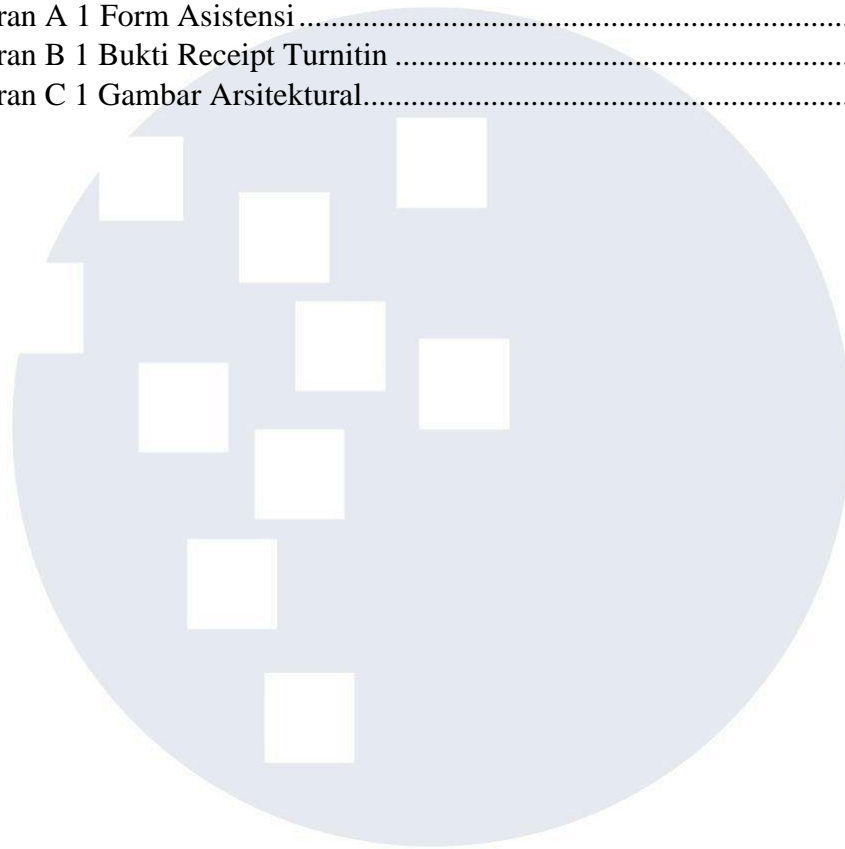 ran A 1 Form Asistensi............................................................................
ran B 1 Bukti Receipt Turnitin ................................................................
ran C 1 Gambar Arsitektural....................................................................